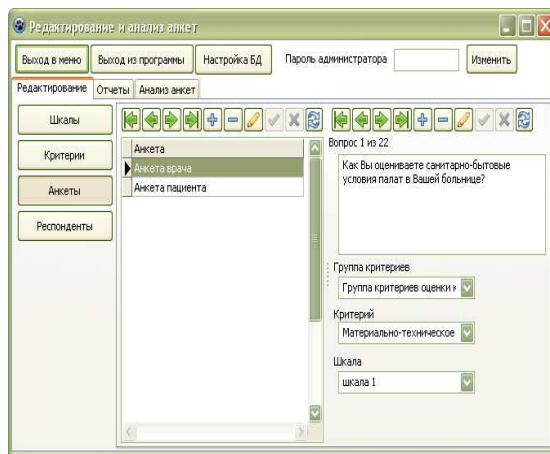 Редактирование и анализ анкет
Выход в меню
Выход из программы
Настройка БД
Пароль администратора
Изменить
Редактирование
Отчеты
Анализ анкет
Шкалы
Критерии
Анкеты
Респонденты
Анкета
Анкета врача
Анкета пациента
Вопрос 1 из 22
Как Вы оцениваете санитарно-бытовые
условия палат в Вашей больнице?
Группа критериев
Группа критериев оценки к
Критерий
Материально-техническое
Шкала
шкала 1